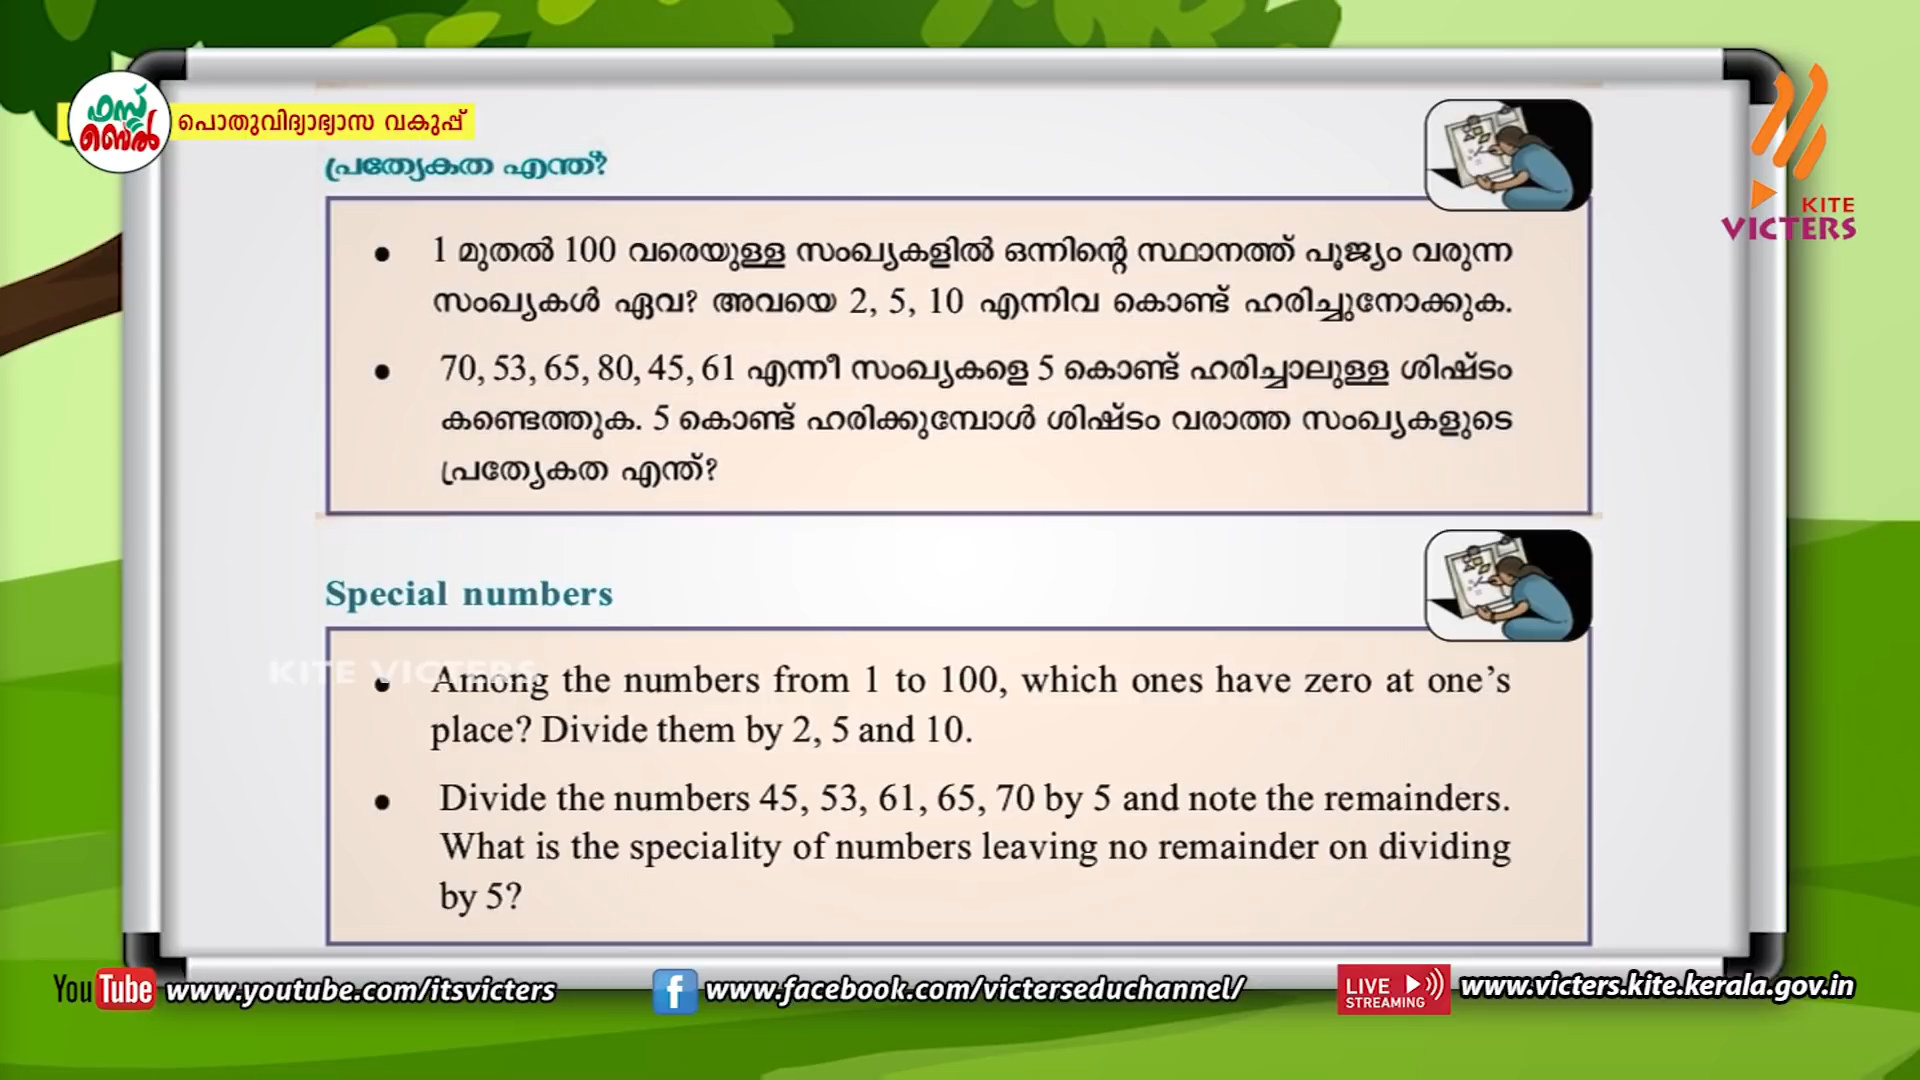 ഫസ്റ്റ്
ബെൽ
പൊതുവിദ്യാഭ്യാസ വകുപ്പ്
KITE
VICTERS
പ്രത്യേകത എന്ത്?
1 മുതൽ 100 വരെയുള്ള സംഖ്യകളിൽ ഒന്നിന്റെ സ്ഥാനത്ത് പൂജ്യം വരുന്ന
സംഖ്യകൾ ഏവ? അവയെ 2, 5, 10 എന്നിവ കൊണ്ട് ഹരിച്ചുനോക്കുക.
70, 53, 65, 80, 45, 61 എന്നീ സംഖ്യകളെ 5 കൊണ്ട് ഹരിച്ചാലുള്ള ശിഷ്ടം
കണ്ടെത്തുക. 5 കൊണ്ട് ഹരിക്കുമ്പോൾ ശിഷ്ടം വരാത്ത സംഖ്യകളുടെ
പ്രത്യേകത എന്ത്?
Special numbers
KITE VICTERS
Among the numbers from 1 to 100, which ones have zero at one's
place? Divide them by 2, 5 and 10.
Divide the numbers 45, 53, 61, 65, 70 by 5 and note the remainders.
What is the speciality of numbers leaving no remainder on dividing
by 5?
YouTube www.youtube.com/itsvicters
f www.facebook.com/victerseduchannel/
LIVE STREAMING www.victers.kite.kerala.gov.in